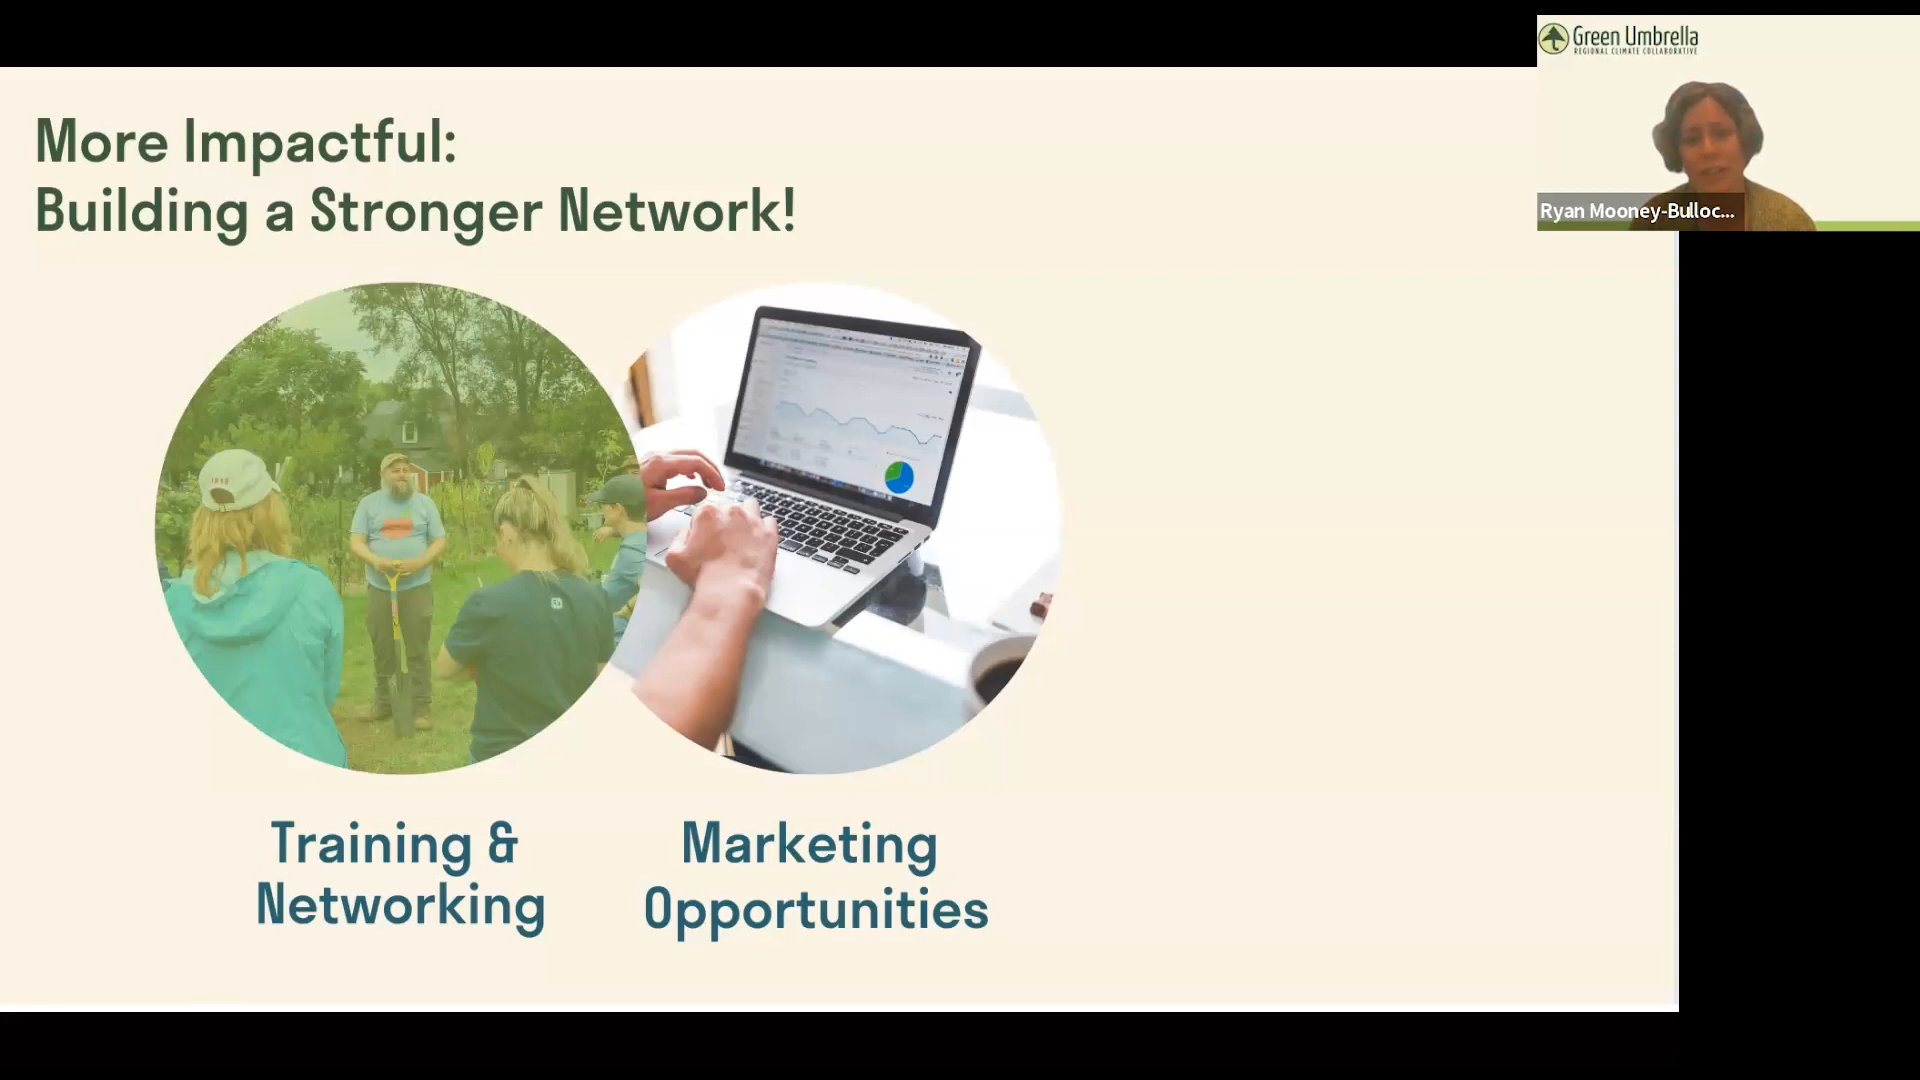 More Impactful:
Building a Stronger Network!
Training &
Networking
Marketing
Opportunities
Green Umbrella
REGIONAL CLIMATE COLLABORATIVE
Ryan Mooney-Bulloc...